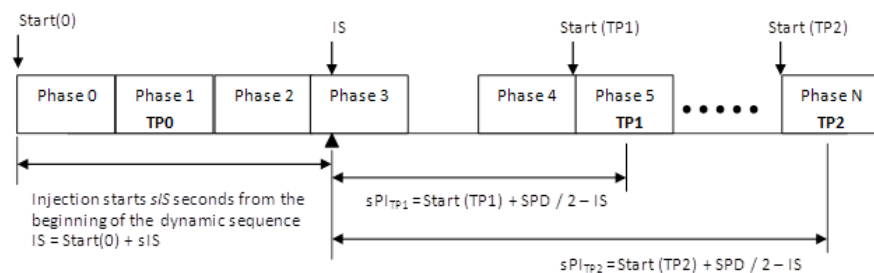 Start(0)
IS
Start (TP1)
Start (TP2)
Phase 0
Phase 1
TP0
Phase 2
Phase 3
Phase 4
Phase 5
TP1
Phase N
TP2
Injection starts sIS seconds from the
beginning of the dynamic sequence
IS = Start(0) + sIS
sPI_TP1 = Start (TP1) + SPD / 2 – IS
sPI_TP2 = Start (TP2) + SPD / 2 – IS